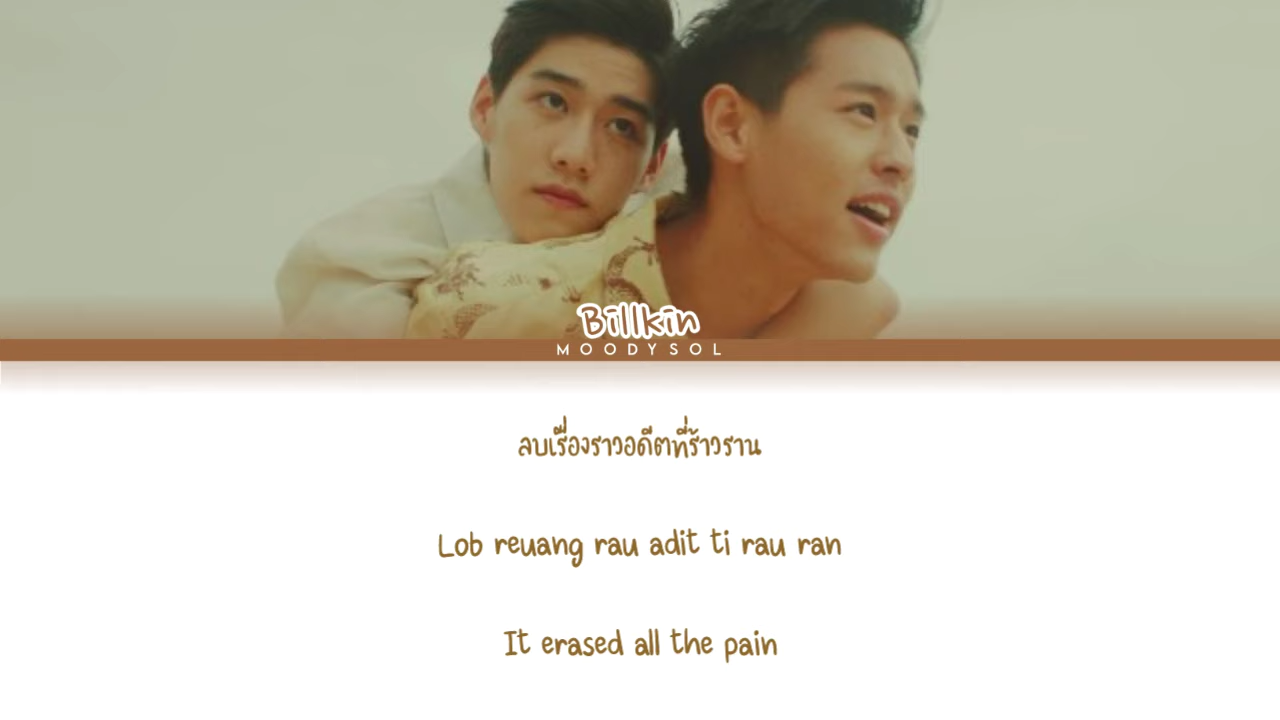 Billkin
MOODYSOL
ลบเรื่องราวอดีตที่ร้าวราน
Lob reuang rau adit ti rau ran
It erased all the pain